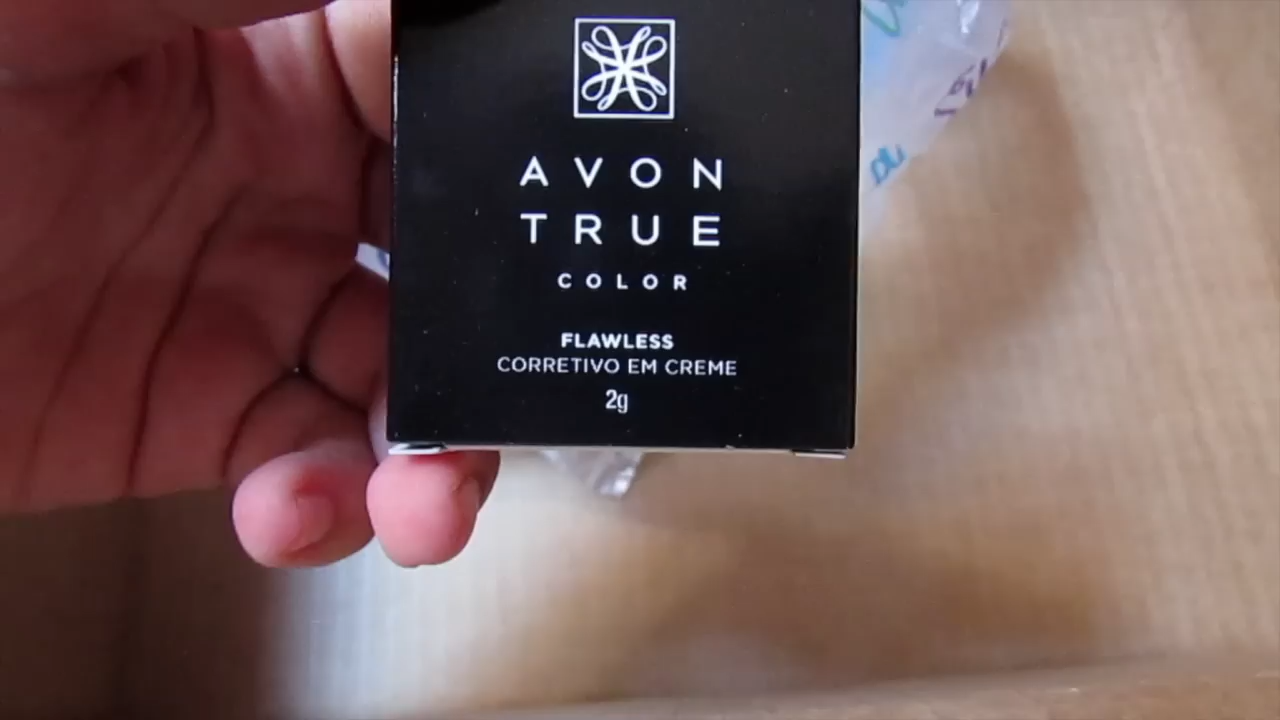 AVON
TRUE
COLOR
FLAWLESS
CORRETIVO EM CREME
2g